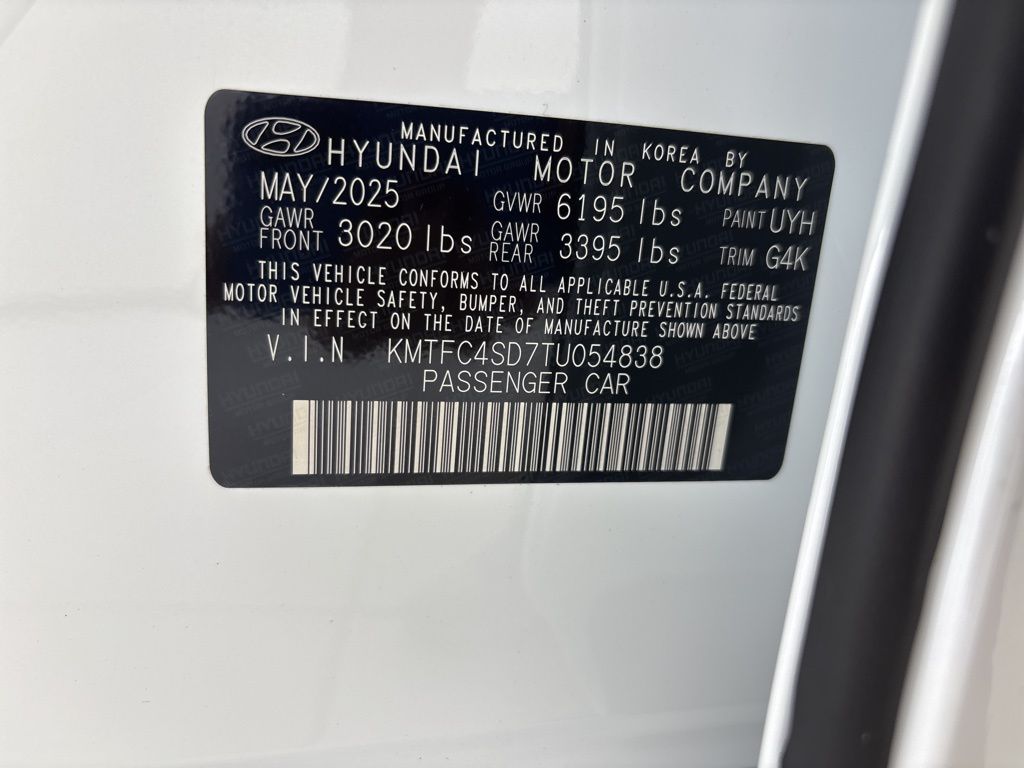 MANUFACTURED IN KOREA BY
HYUNDAI MOTOR COMPANY
MAY/2025 GVWR 6195 lbs PAINT UYH
GAWR FRONT 3020 lbs GAWR REAR 3395 lbs TRIM G4K
THIS VEHICLE CONFORMS TO ALL APPLICABLE U.S.A. FEDERAL
MOTOR VEHICLE SAFETY, BUMPER, AND THEFT PREVENTION STANDARDS
IN EFFECT ON THE DATE OF MANUFACTURE SHOWN ABOVE
V.I.N KMTFC4SD7TU054838
PASSENGER CAR